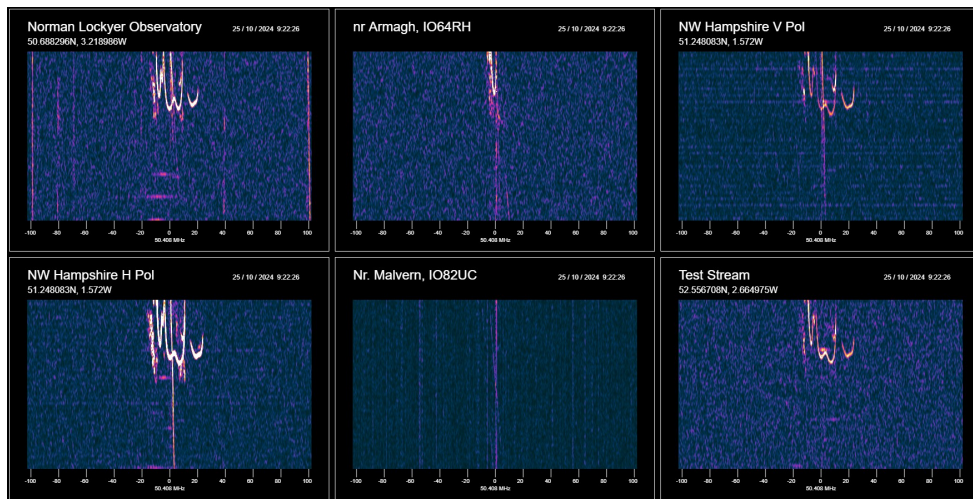 Norman Lockyer Observatory 25 / 10 / 2024 9:22:26
50.688296N, 3.218986W
-100 -80 -60 -40 -20 0 20 40 60 80 100
50.408 MHz
nr Armagh, IO64RH 25 / 10 / 2024 9:22:26
-100 -80 -60 -40 -20 0 20 40 60 80 100
50.408 MHz
NW Hampshire V Pol 25 / 10 / 2024 9:22:26
51.248083N, 1.572W
-100 -80 -60 -40 -20 0 20 40 60 80 100
50.408 MHz
NW Hampshire H Pol 25 / 10 / 2024 9:22:26
51.248083N, 1.572W
-100 -80 -60 -40 -20 0 20 40 60 80 100
50.408 MHz
Nr. Malvern, IO82UC 25 / 10 / 2024 9:22:26
-100 -80 -60 -40 -20 0 20 40 60 80 100
50.408 MHz
Test Stream 25 / 10 / 2024 9:22:26
52.556708N, 2.664975W
-100 -80 -60 -40 -20 0 20 40 60 80 100
50.408 MHz